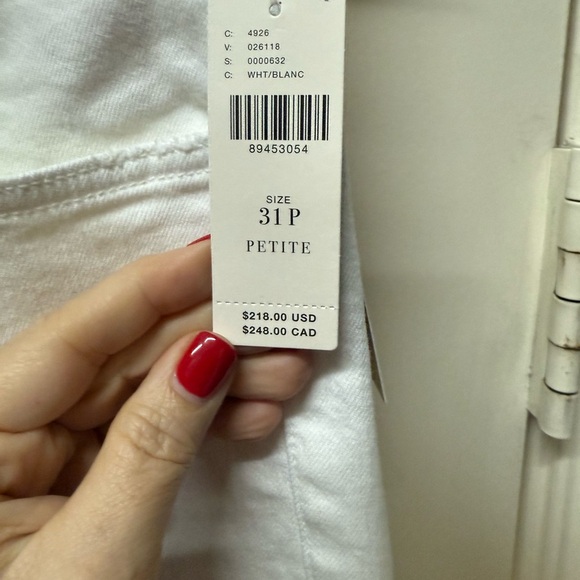 C: 4926
V: 026118
S: 0000632
C: WHT/BLANC
89453054
SIZE
31 P
PETITE
$218.00 USD
$248.00 CAD